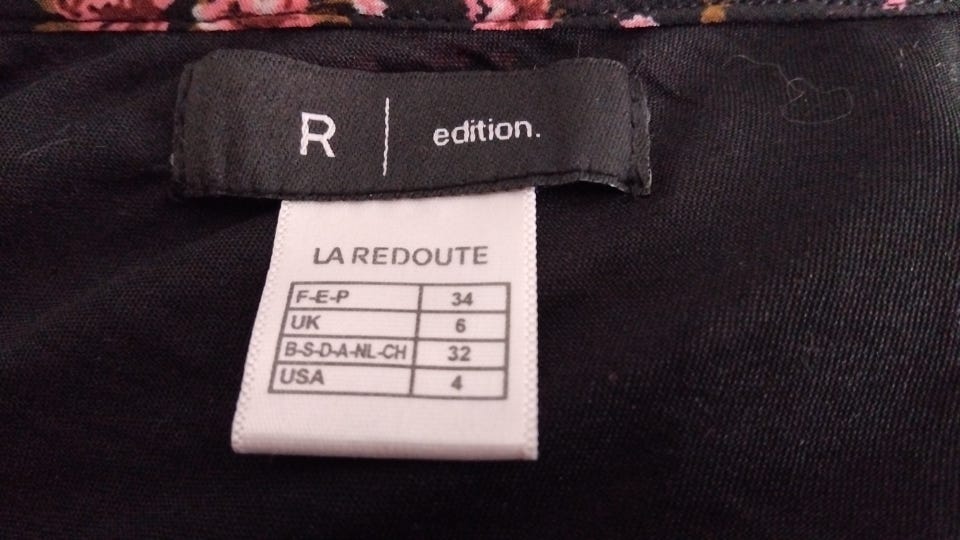 R | edition.
LA REDOUTE
F-E-P 34
UK 6
B-S-D-A-NL-CH 32
USA 4